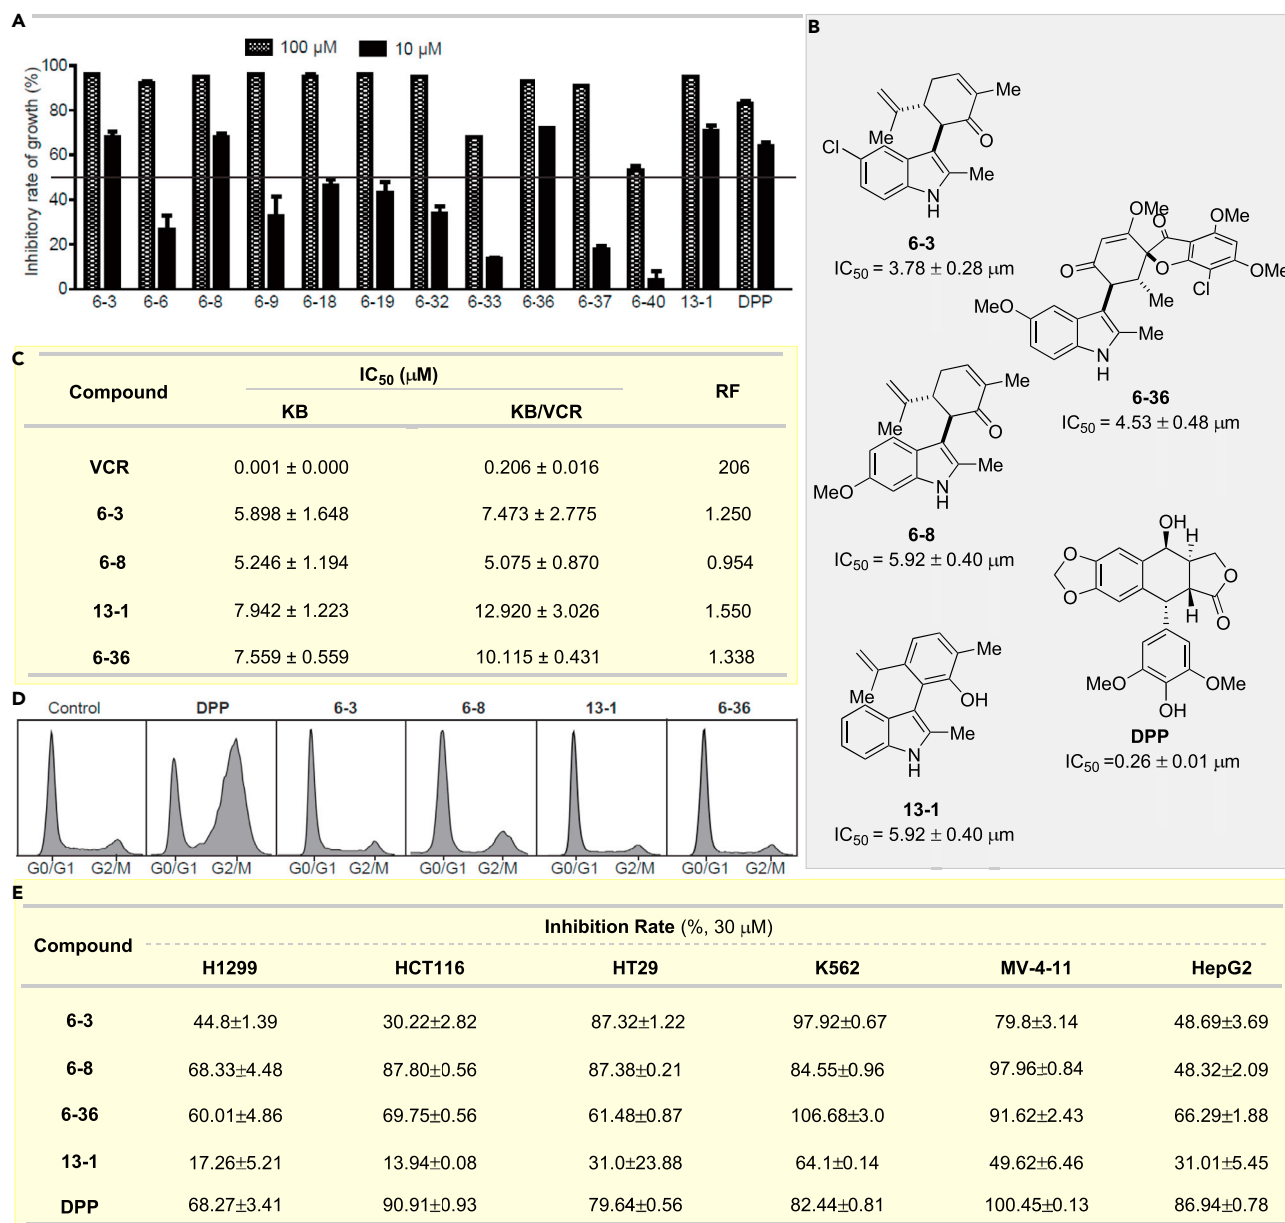 A
100 μM 10 μM
Inhibitory rate of growth (%)
100
80
60
40
20
0
6-3 6-6 6-8 6-9 6-18 6-19 6-32 6-33 6-36 6-37 6-40 13-1 DPP
B
Me
Me
O
Cl
Me
N
H
6-3
IC50 = 3.78 ± 0.28 μm
OMe
O
OMe
O
O
OMe
Cl
Me
MeO
Me
N
H
6-36
IC50 = 4.53 ± 0.48 μm
Me
Me
O
Me
MeO
N
H
6-8
IC50 = 5.92 ± 0.40 μm
OH
H
O
O
O
O
H
MeO
OMe
OH
DPP
IC50 =0.26 ± 0.01 μm
Me
Me
OH
Me
N
H
13-1
IC50 = 5.92 ± 0.40 μm
C
Compound IC50 (μM) RF
KB KB/VCR
VCR 0.001 ± 0.000 0.206 ± 0.016 206
6-3 5.898 ± 1.648 7.473 ± 2.775 1.250
6-8 5.246 ± 1.194 5.075 ± 0.870 0.954
13-1 7.942 ± 1.223 12.920 ± 3.026 1.550
6-36 7.559 ± 0.559 10.115 ± 0.431 1.338
D
Control DPP 6-3 6-8 13-1 6-36
G0/G1 G2/M G0/G1 G2/M G0/G1 G2/M G0/G1 G2/M G0/G1 G2/M G0/G1 G2/M
E
Compound Inhibition Rate (%, 30 μM)
H1299 HCT116 HT29 K562 MV-4-11 HepG2
6-3 44.8±1.39 30.22±2.82 87.32±1.22 97.92±0.67 79.8±3.14 48.69±3.69
6-8 68.33±4.48 87.80±0.56 87.38±0.21 84.55±0.96 97.96±0.84 48.32±2.09
6-36 60.01±4.86 69.75±0.56 61.48±0.87 106.68±3.0 91.62±2.43 66.29±1.88
13-1 17.26±5.21 13.94±0.08 31.0±23.88 64.1±0.14 49.62±6.46 31.01±5.45
DPP 68.27±3.41 90.91±0.93 79.64±0.56 82.44±0.81 100.45±0.13 86.94±0.78